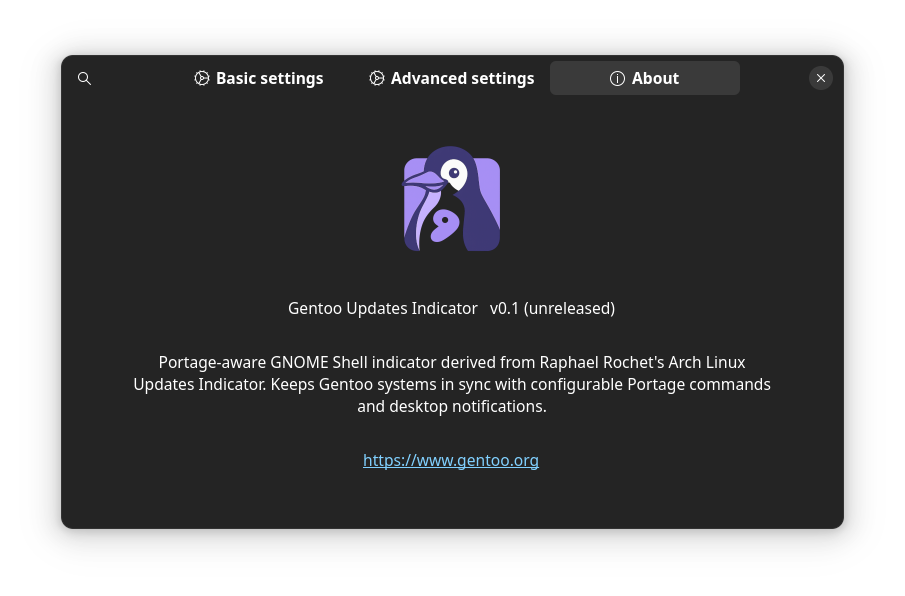 Basic settings
Advanced settings
About
Gentoo Updates Indicator v0.1 (unreleased)
Portage-aware GNOME Shell indicator derived from Raphael Rochet's Arch Linux
Updates Indicator. Keeps Gentoo systems in sync with configurable Portage commands
and desktop notifications.
https://www.gentoo.org